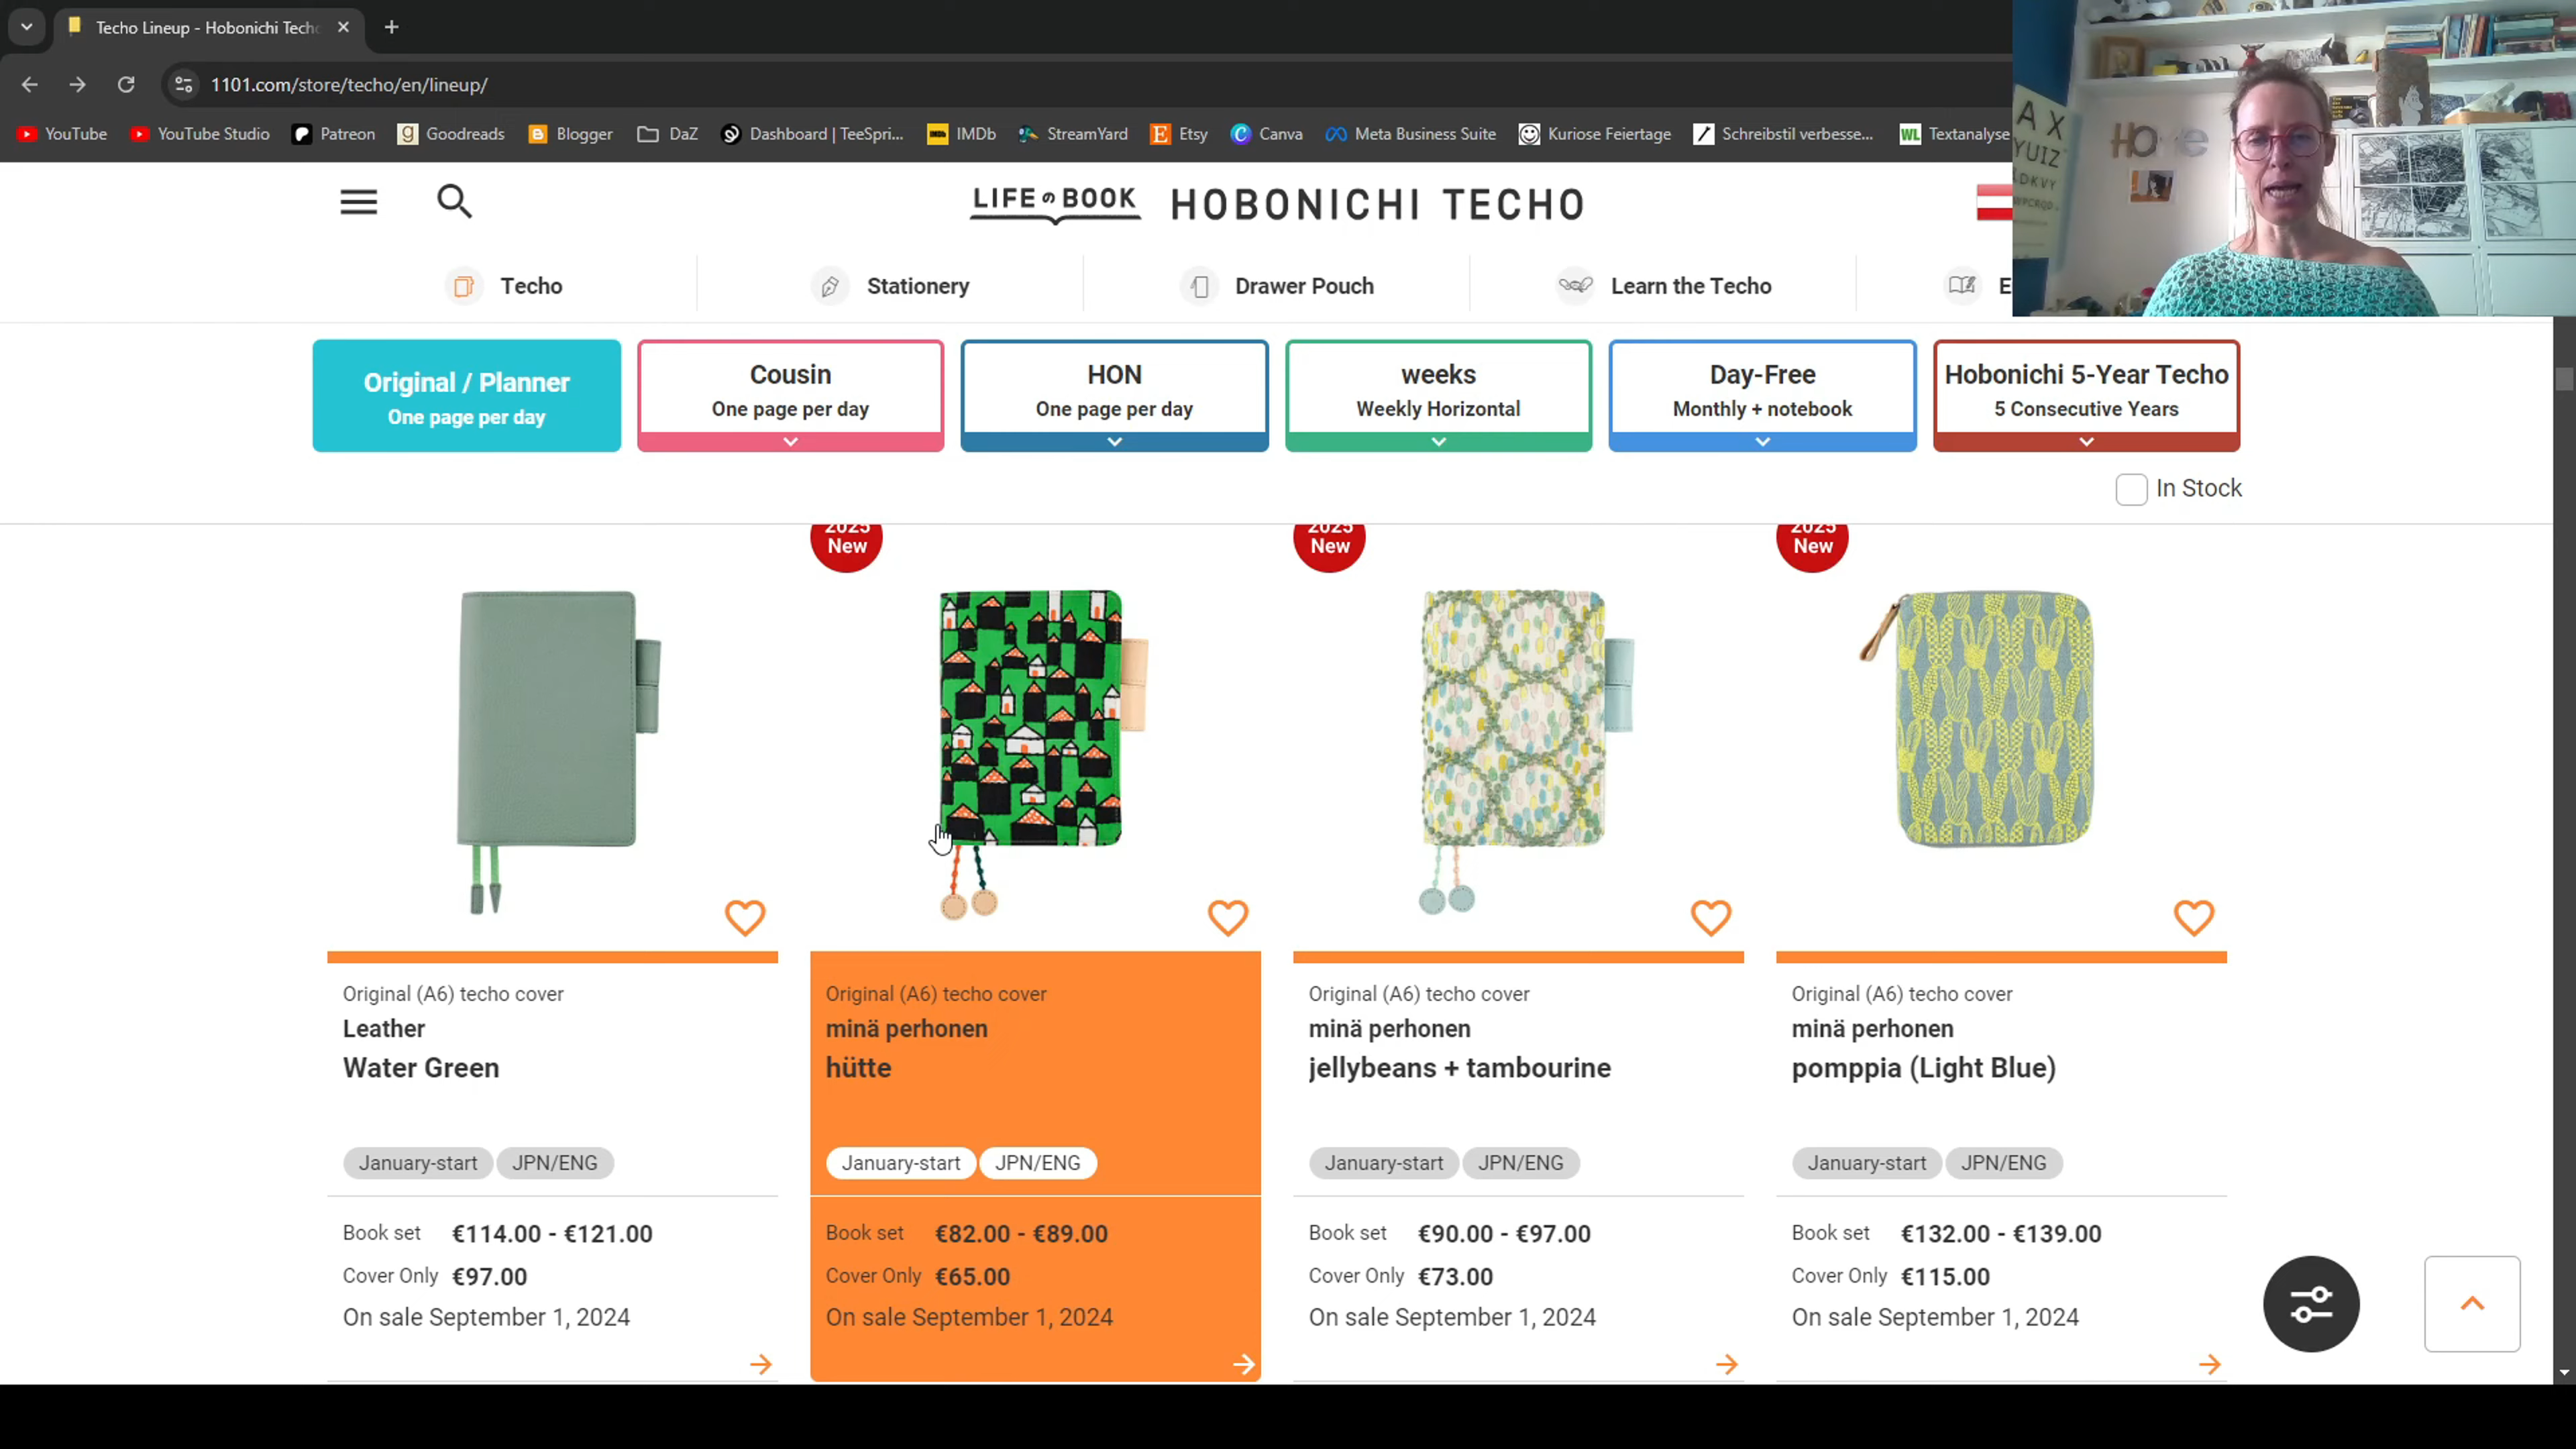 Techo Lineup - Hobonichi Tech
1101.com/store/techo/en/lineup/
YouTube YouTube Studio Patreon Goodreads Blogger DaZ Dashboard | TeeSpri... IMDb StreamYard Etsy Canva Meta Business Suite Kuriose Feiertage Schreibstil verbesse... WL Textanalyse
LIFE の BOOK HOBONICHI TECHO
Techo Stationery Drawer Pouch Learn the Techo E
Original / Planner
One page per day
Cousin
One page per day
HON
One page per day
weeks
Weekly Horizontal
Day-Free
Monthly + notebook
Hobonichi 5-Year Techo
5 Consecutive Years
In Stock
2025
New
2025
New
2025
New
Original (A6) techo cover
Leather
Water Green
January-start JPN/ENG
Book set €114.00 - €121.00
Cover Only €97.00
On sale September 1, 2024
Original (A6) techo cover
minä perhonen
hütte
January-start JPN/ENG
Book set €82.00 - €89.00
Cover Only €65.00
On sale September 1, 2024
Original (A6) techo cover
minä perhonen
jellybeans + tambourine
January-start JPN/ENG
Book set €90.00 - €97.00
Cover Only €73.00
On sale September 1, 2024
Original (A6) techo cover
minä perhonen
pomppia (Light Blue)
January-start JPN/ENG
Book set €132.00 - €139.00
Cover Only €115.00
On sale September 1, 2024
A X
YUIZ
DKVY